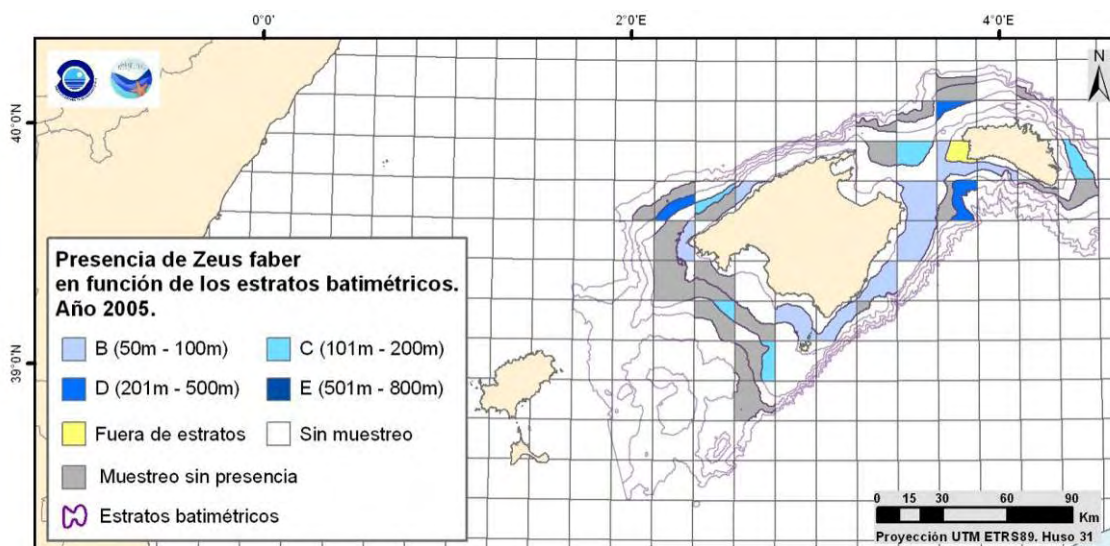 0°0'
2°0'E
4°0'E
N
40°0'N
39°0'N
Presencia de Zeus faber
en función de los estratos batimétricos.
Año 2005.
B (50m - 100m)
C (101m - 200m)
D (201m - 500m)
E (501m - 800m)
Fuera de estratos
Sin muestreo
Muestreo sin presencia
Estratos batimétricos
0 15 30 60 90
Km
Proyección UTM ETRS89. Huso 31